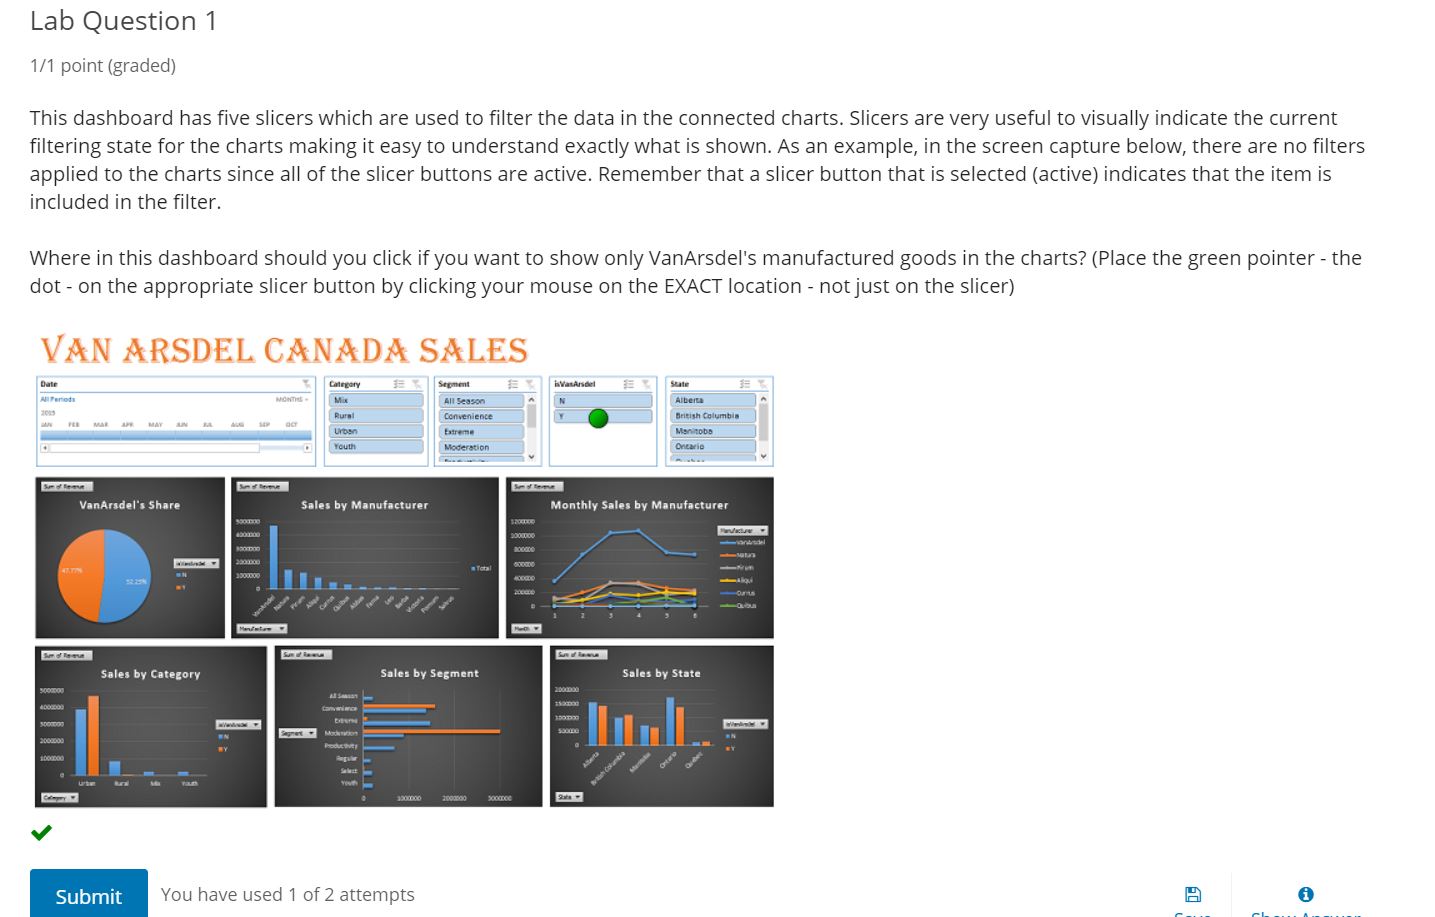 Lab Question 1
1/1 point (graded)
This dashboard has five slicers which are used to filter the data in the connected charts. Slicers are very useful to visually indicate the current
filtering state for the charts making it easy to understand exactly what is shown. As an example, in the screen capture below, there are no filters
applied to the charts since all of the slicer buttons are active. Remember that a slicer button that is selected (active) indicates that the item is
included in the filter.
Where in this dashboard should you click if you want to show only VanArsdel's manufactured goods in the charts? (Place the green pointer - the
dot - on the appropriate slicer button by clicking your mouse on the EXACT location - not just on the slicer)
VAN ARSDEL CANADA SALES
Date
All Periods
MONTHS
2015
JAN FEB MAR APR MAY JUN JUL AUG SEP OCT
Category
Mix
Rural
Urban
Youth
Segment
All Season
Convenience
Extreme
Moderation
Productivity
isVanArsdel
N
Y
State
Alberta
British Columbia
Manitoba
Ontario
Quebec
Sum of Revenue
VanArsdel's Share
47.77%
52.23%
isVanArsdel
N
Y
Sum of Revenue
Sales by Manufacturer
5000000
4000000
3000000
2000000
1000000
0
VanArsdel Natura Pirum Aliqui Currus Quibus Abbas Fama Leo Barba Victoria Pomum Salvus
Total
Manufacturer
Sum of Revenue
Monthly Sales by Manufacturer
1200000
1000000
800000
600000
400000
200000
0
1 2 3 4 5 6
Manufacturer
VanArsdel
Natura
Pirum
Aliqui
Currus
Quibus
Month
Sum of Revenue
Sales by Category
5000000
4000000
3000000
2000000
1000000
0
Urban Rural Mix Youth
isVanArsdel
N
Y
Category
Sum of Revenue
Sales by Segment
Segment
All Season
Convenience
Extreme
Moderation
Productivity
Regular
Select
Youth
0 1000000 2000000 3000000
Sum of Revenue
Sales by State
2000000
1500000
1000000
500000
0
Alberta British Columbia Manitoba Ontario Quebec
isVanArsdel
N
Y
State
Submit
You have used 1 of 2 attempts
Save
Show Answer